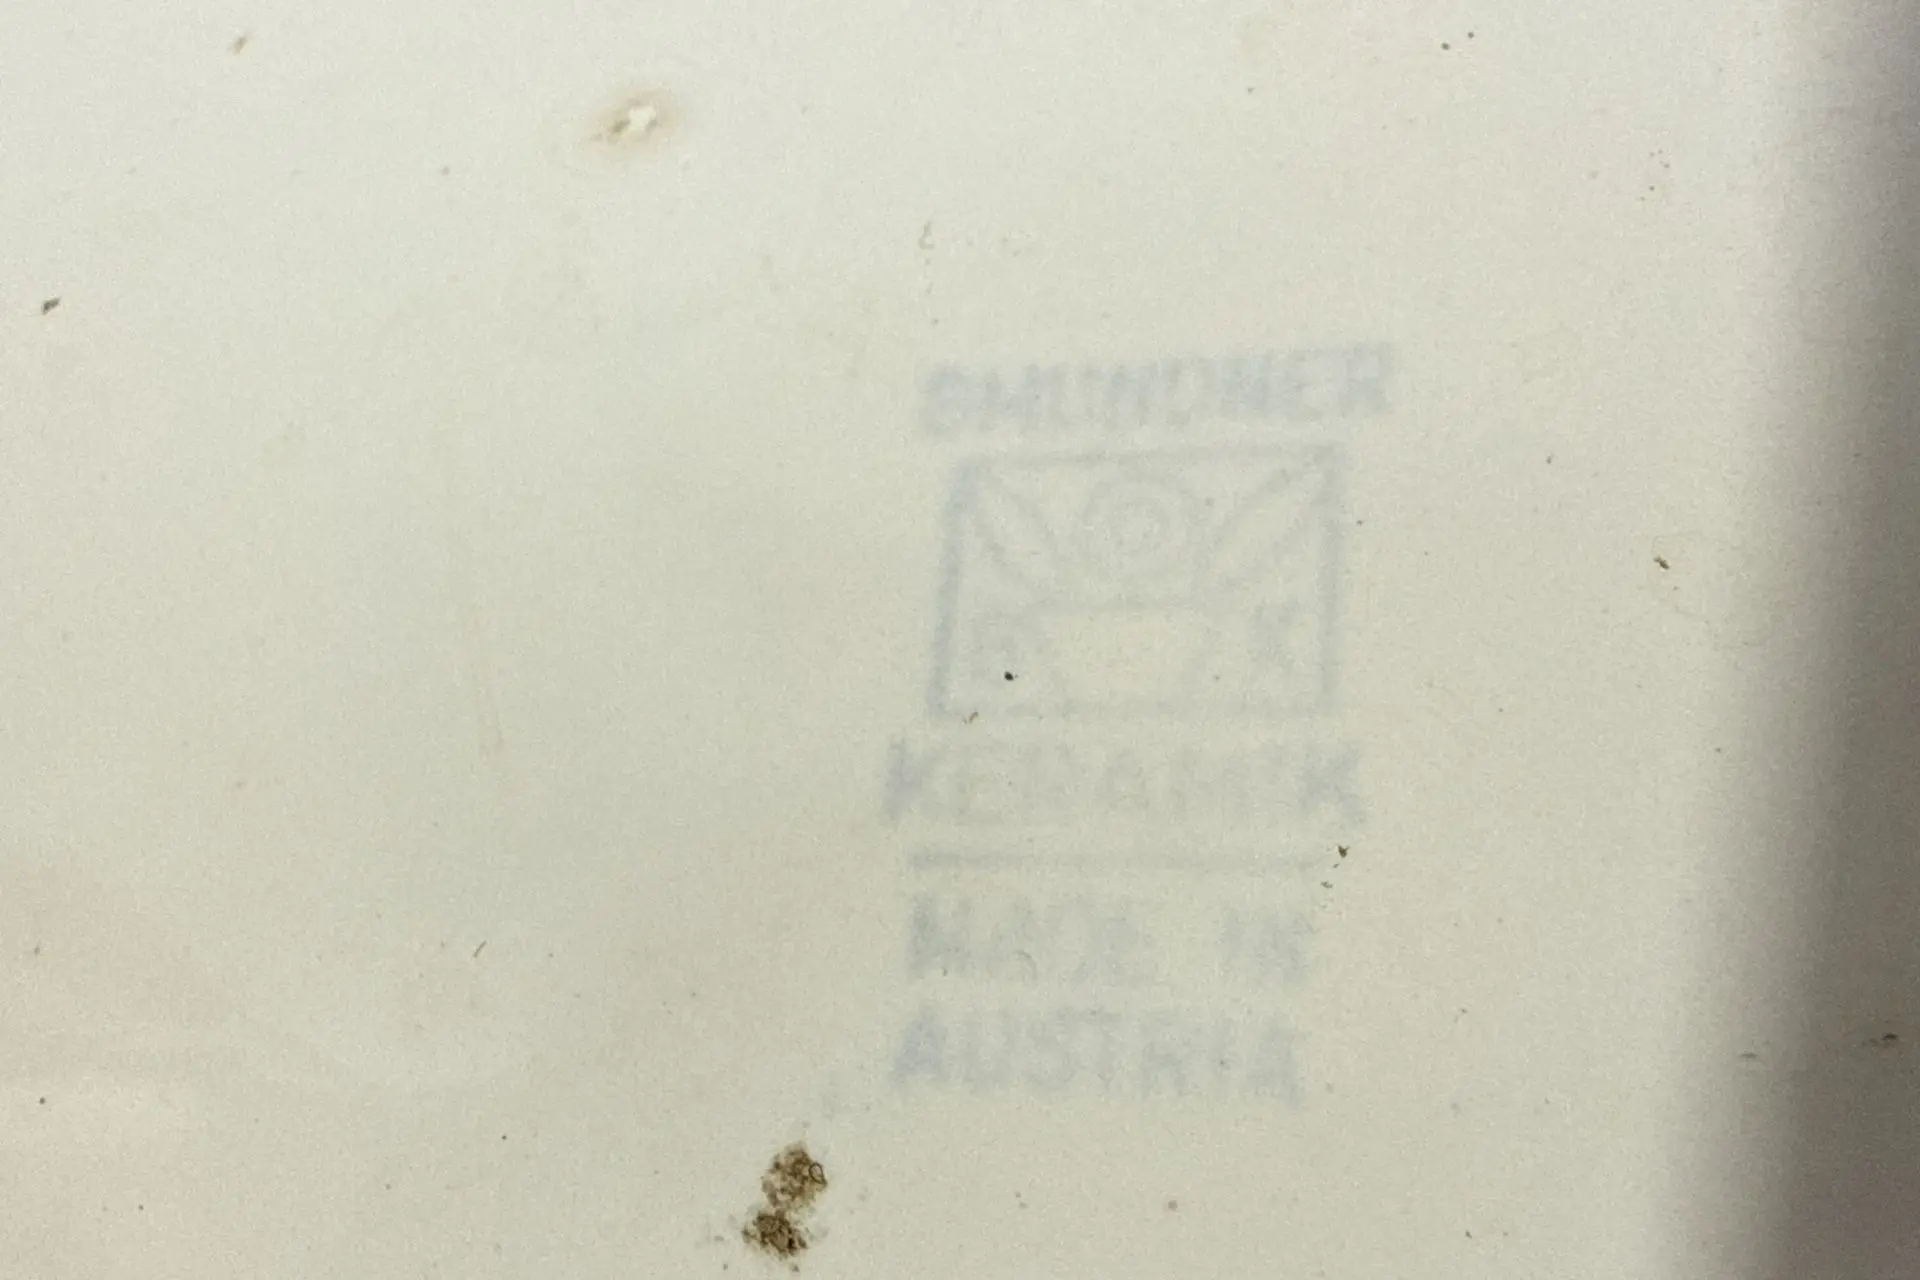 GMUNDNER
G K
KERAMIK
MADE IN
AUSTRIA